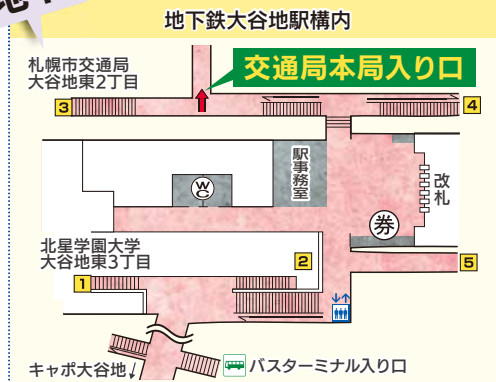 地下鉄大谷地駅構内
札幌市交通局
大谷地東2丁目
交通局本局入り口
3
4
駅事務室
WC
改札
券
北星学園大学
大谷地東3丁目
2
1
5
キャポ大谷地
バスターミナル入り口